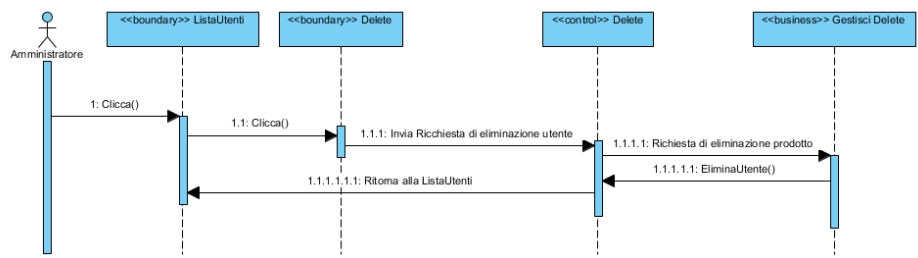 <<boundary>> ListaUtenti
<<boundary>> Delete
<<control>> Delete
<<business>> Gestisci Delete
Amministratore
1: Clicca()
1.1: Clicca()
1.1.1: Invia Ricchiesta di eliminazione utente
1.1.1.1: Richiesta di eliminazione prodotto
1.1.1.1.1: EliminaUtente()
1.1.1.1.1.1: Ritorna alla ListaUtenti